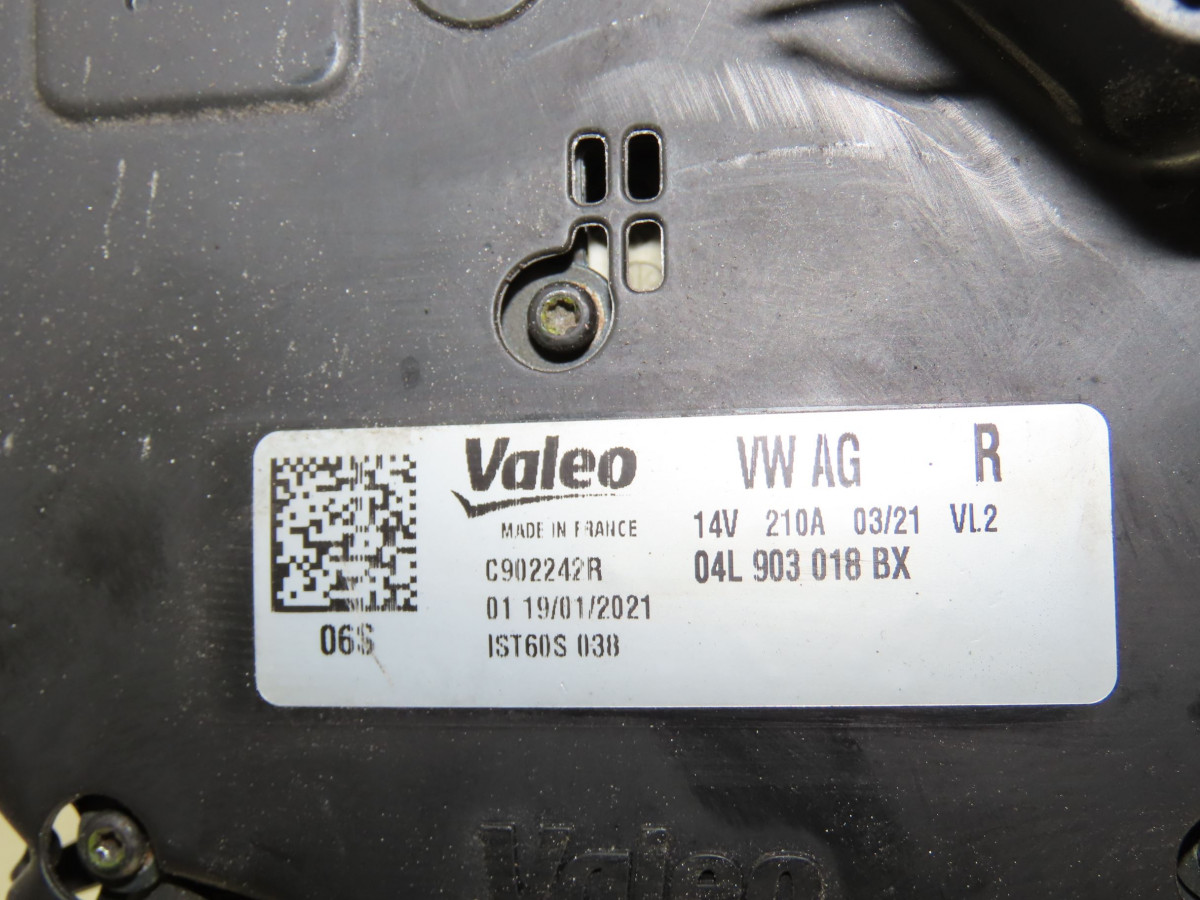 Valeo VW AG R
MADE IN FRANCE 14V 210A 03/21 VL2
C902242R 04L 903 018 BX
01 19/01/2021
06S IST60S 038
Valeo